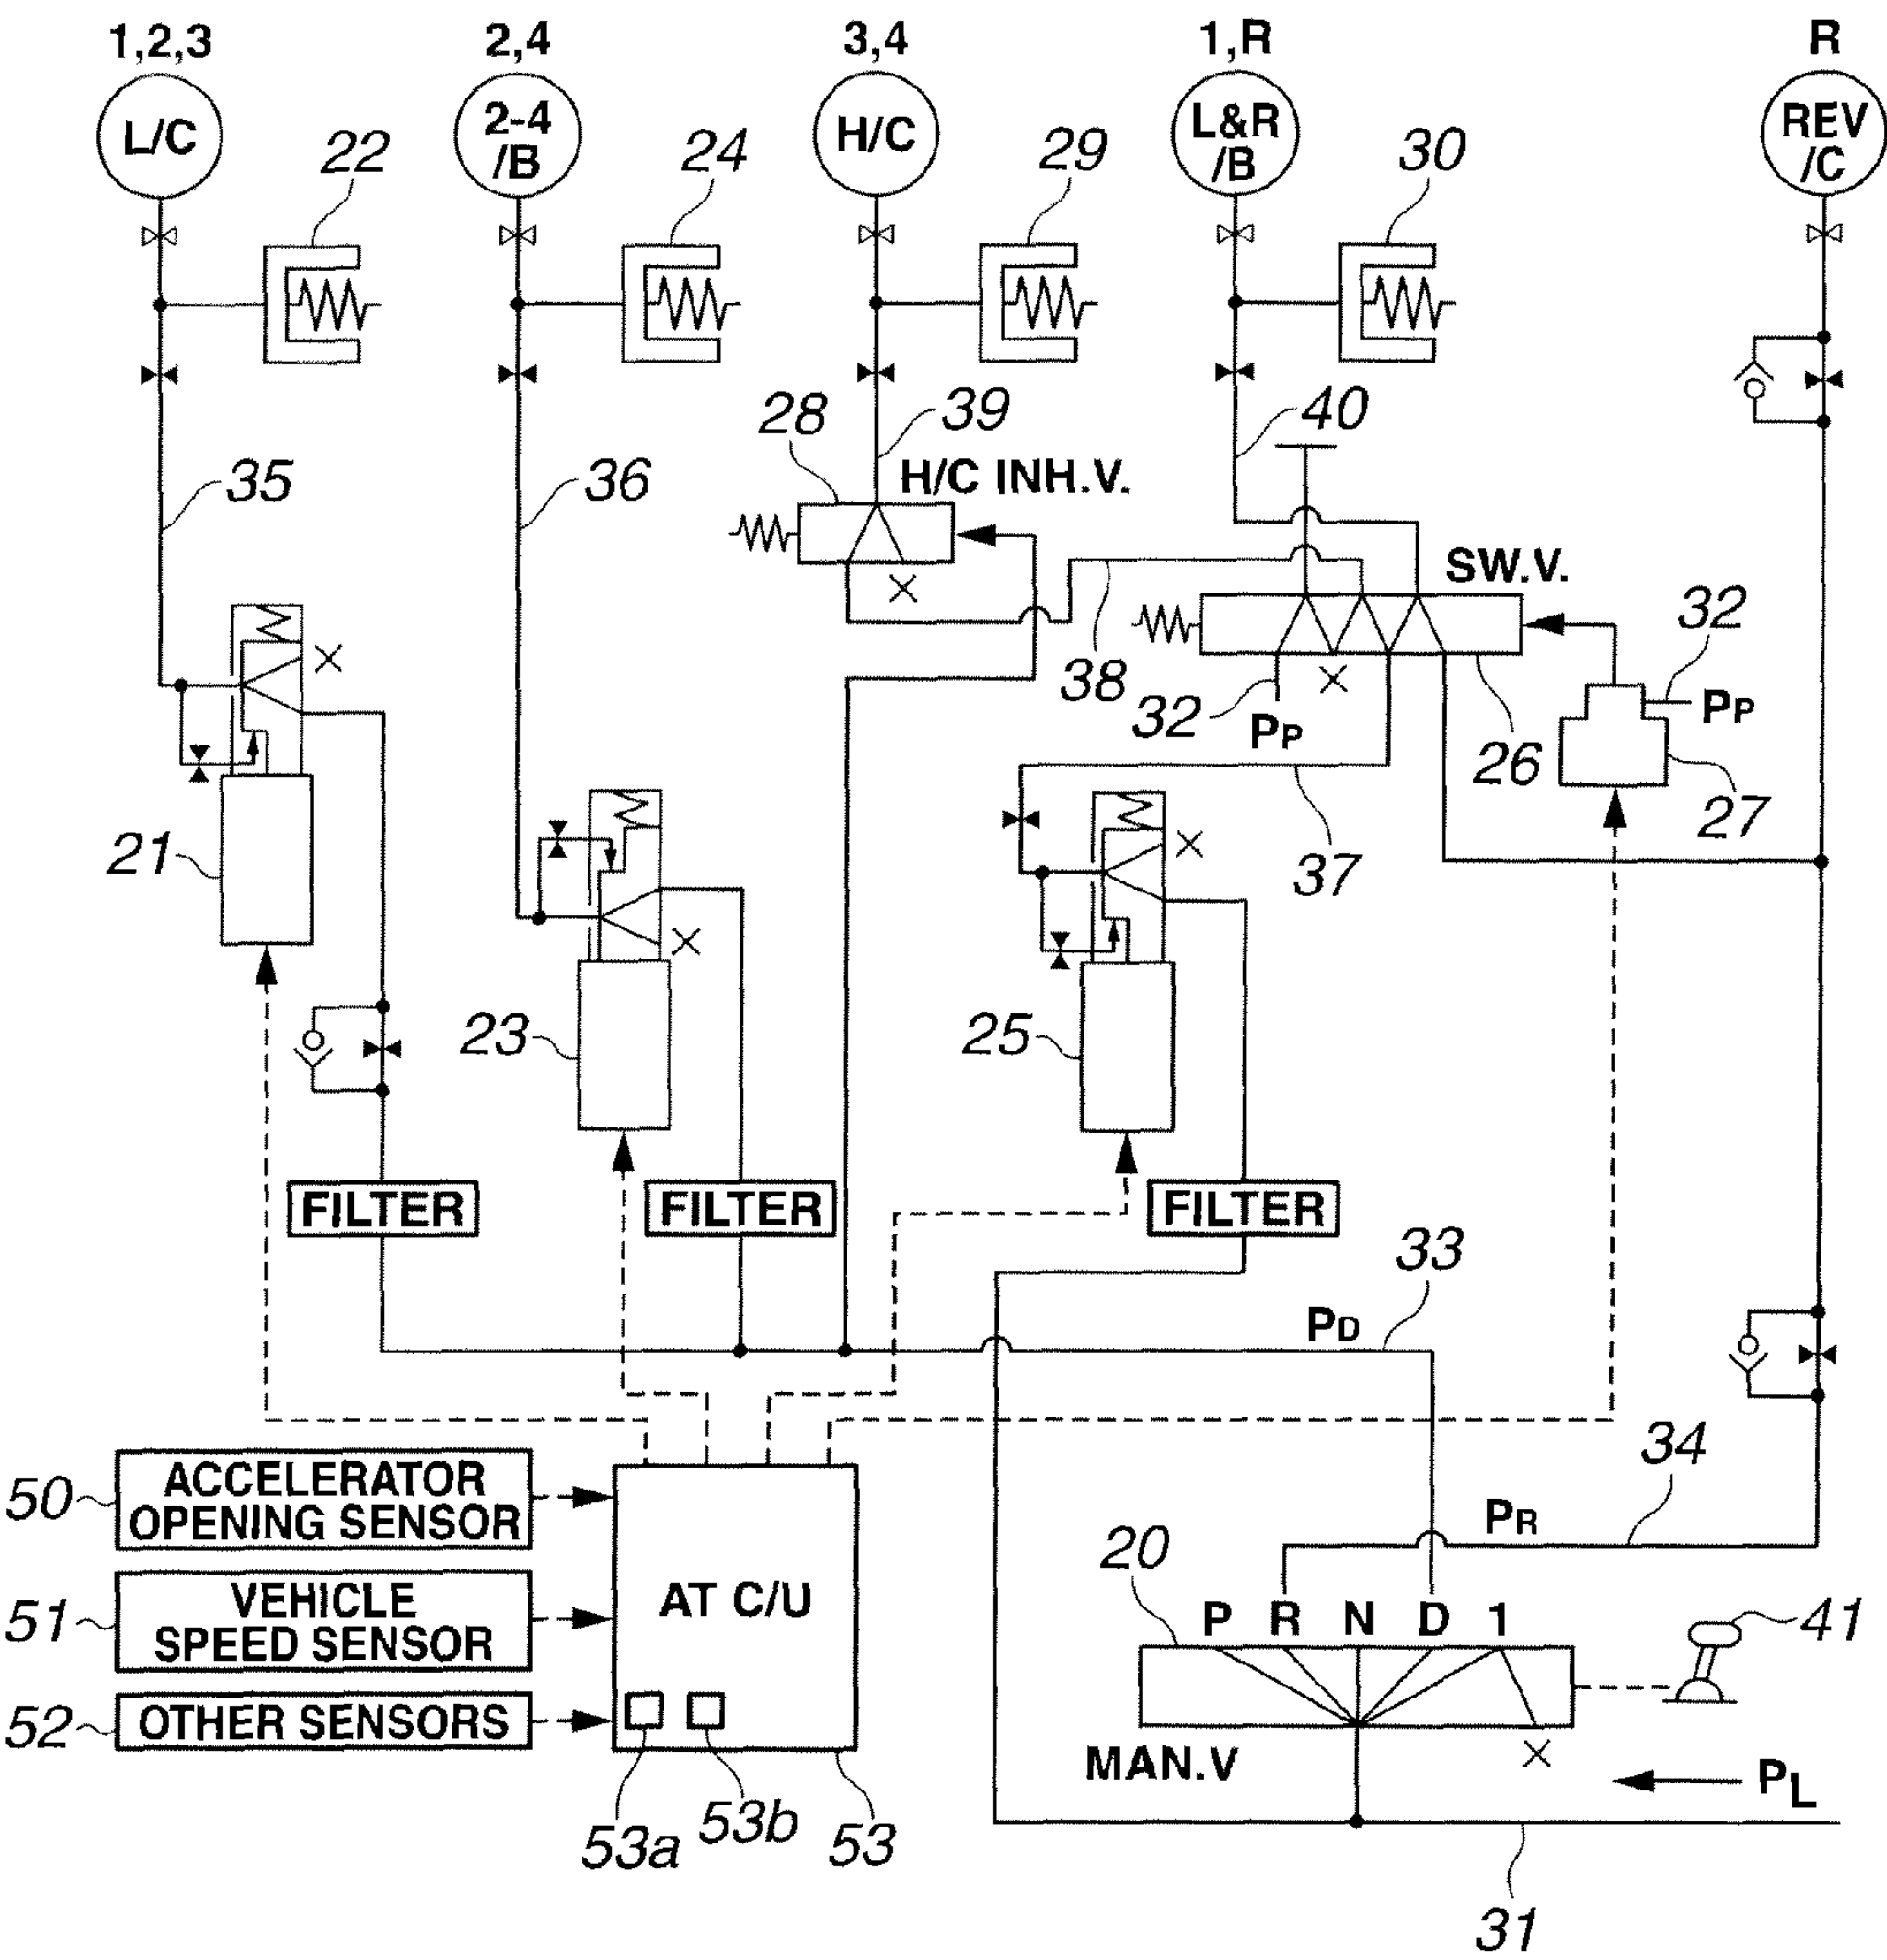 1,2,3
2,4
3,4
1,R
R
L/C
2-4
/B
H/C
L&R
/B
REV
/C
22
24
29
30
28
39
40
H/C INH.V.
35
36
SW.V.
32
38
32
PP
PP
26
27
21
37
23
25
FILTER
FILTER
FILTER
33
PD
34
PR
50
ACCELERATOR
OPENING SENSOR
51
VEHICLE
SPEED SENSOR
52
OTHER SENSORS
AT C/U
53a
53b
53
20
P R N D 1
41
MAN.V
PL
31